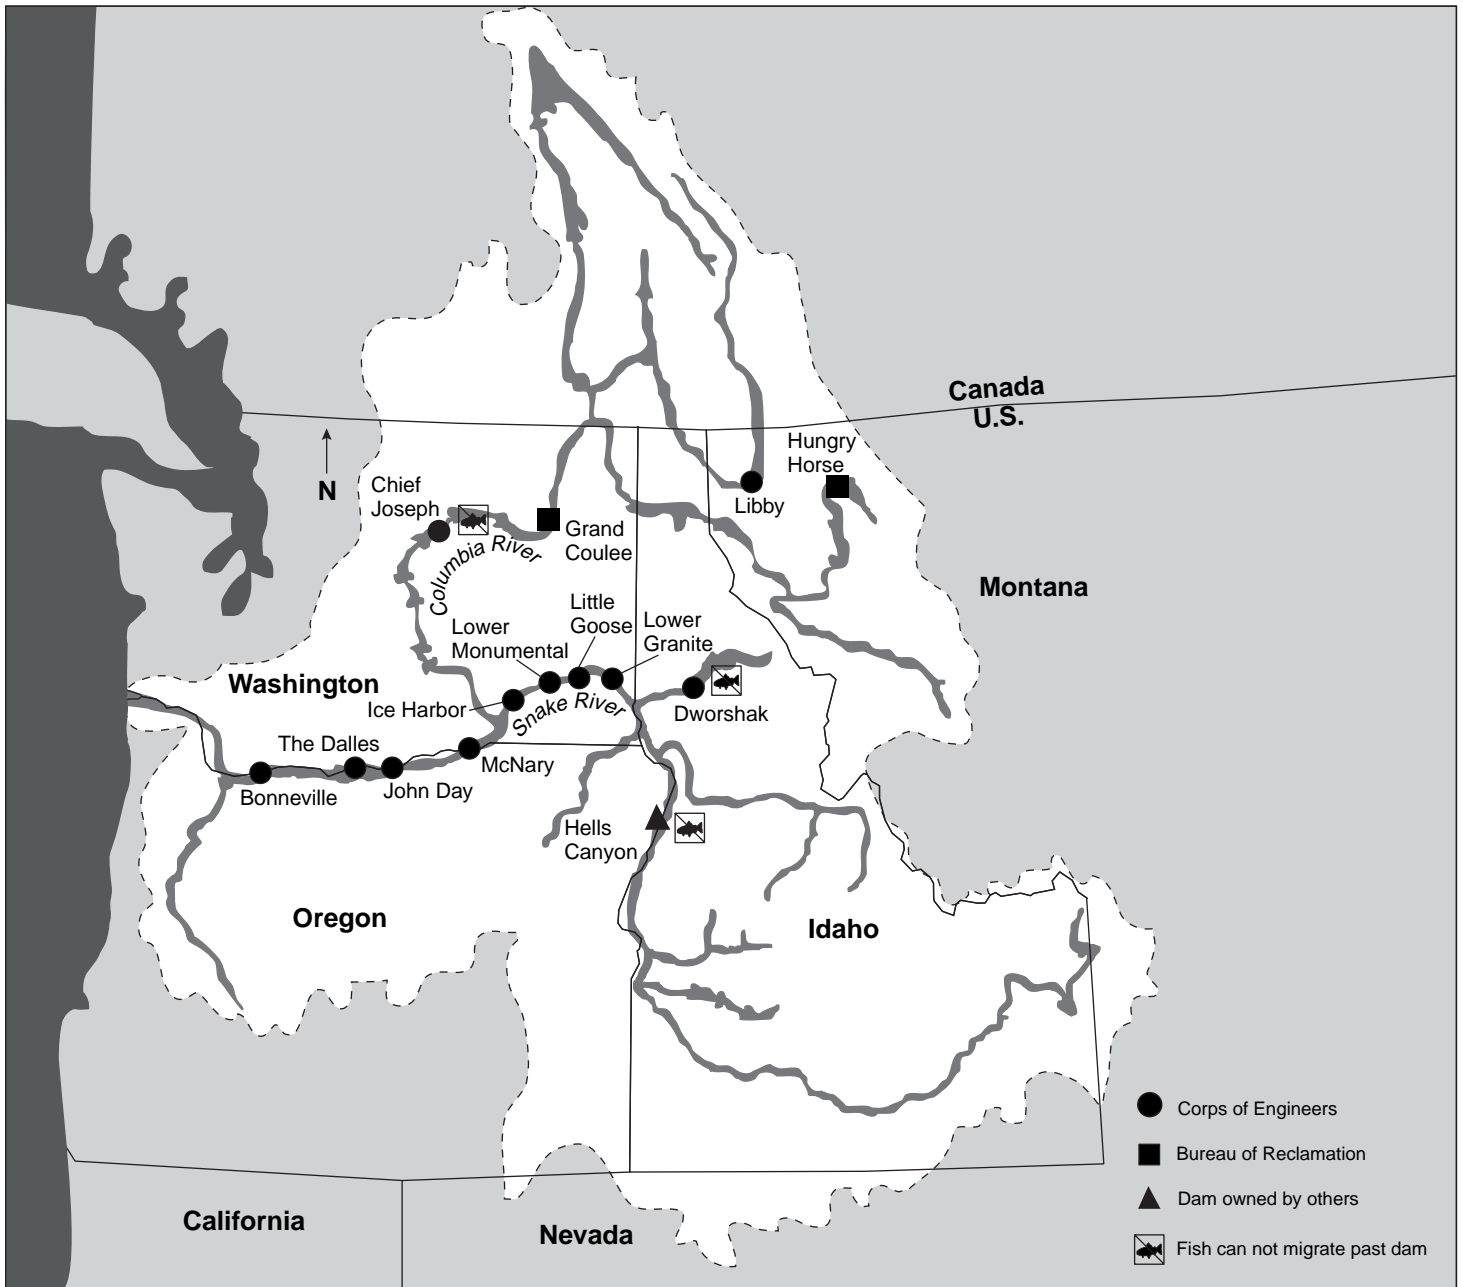 Canada
U.S.
Hungry
Horse
N
Chief
Joseph
Libby
Grand
Coulee
Columbia River
Montana
Little
Goose
Lower
Granite
Lower
Monumental
Washington
Ice Harbor
Snake River
Dworshak
The Dalles
McNary
Bonneville
John Day
Hells
Canyon
Oregon
Idaho
Corps of Engineers
Bureau of Reclamation
Dam owned by others
Fish can not migrate past dam
California
Nevada